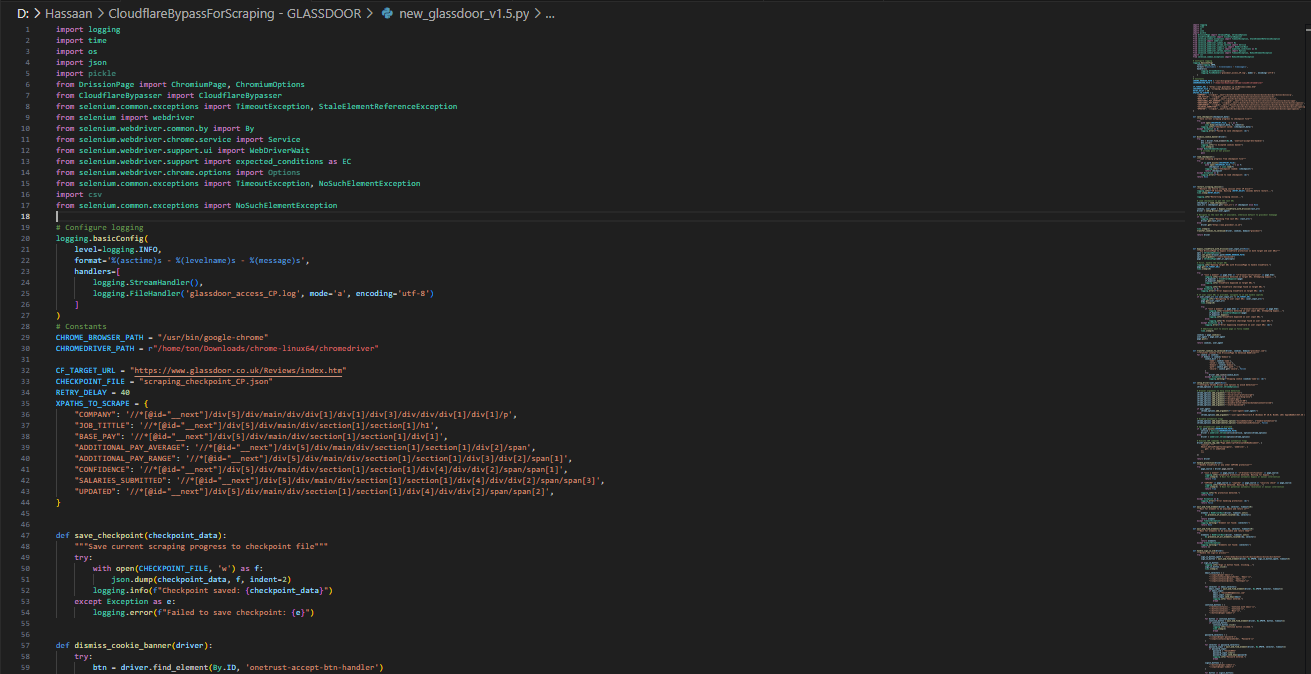 D: > Hassaan > CloudflareBypassForScraping - GLASSDOOR > new_glassdoor_v1.5.py > ...
1 import logging
2 import time
3 import os
4 import json
5 import pickle
6 from DrissionPage import ChromiumPage, ChromiumOptions
7 from CloudflareBypasser import CloudflareBypasser
8 from selenium.common.exceptions import TimeoutException, StaleElementReferenceException
9 from selenium import webdriver
10 from selenium.webdriver.common.by import By
11 from selenium.webdriver.chrome.service import Service
12 from selenium.webdriver.support.ui import WebDriverWait
13 from selenium.webdriver.support import expected_conditions as EC
14 from selenium.webdriver.chrome.options import Options
15 from selenium.common.exceptions import TimeoutException, NoSuchElementException
16 import csv
17 from selenium.common.exceptions import NoSuchElementException
18
19 # Configure logging
20 logging.basicConfig(
21     level=logging.INFO,
22     format='%(asctime)s - %(levelname)s - %(message)s',
23     handlers=[
24         logging.StreamHandler(),
25         logging.FileHandler('glassdoor_access_CP.log', mode='a', encoding='utf-8')
26     ]
27 )
28 # Constants
29 CHROME_BROWSER_PATH = "/usr/bin/google-chrome"
30 CHROMEDRIVER_PATH = r"/home/ton/Downloads/chrome-linux64/chromedriver"
31
32 CF_TARGET_URL = "https://www.glassdoor.co.uk/Reviews/index.htm"
33 CHECKPOINT_FILE = "scraping_checkpoint_CP.json"
34 RETRY_DELAY = 40
35 XPATHS_TO_SCRAPE = {
36     "COMPANY": '//*[@id="__next"]/div[5]/div/main/div/div[1]/div[1]/div[3]/div/div/div[1]/div[1]/p',
37     "JOB_TITTLE": '//*[@id="__next"]/div[5]/div/main/div/section[1]/section[1]/h1',
38     "BASE_PAY": '//*[@id="__next"]/div[5]/div/main/div/section[1]/section[1]/div[1]',
39     "ADDITIONAL_PAY_AVERAGE": '//*[@id="__next"]/div[5]/div/main/div/section[1]/section[1]/div[2]/span',
40     "ADDITIONAL_PAY_RANGE": '//*[@id="__next"]/div[5]/div/main/div/section[1]/section[1]/div[3]/div[2]/span[1]',
41     "CONFIDENCE": '//*[@id="__next"]/div[5]/div/main/div/section[1]/section[1]/div[4]/div/div[2]/span/span[1]',
42     "SALARIES_SUBMITTED": '//*[@id="__next"]/div[5]/div/main/div/section[1]/section[1]/div[4]/div/div[2]/span/span[3]',
43     "UPDATED": '//*[@id="__next"]/div[5]/div/main/div/section[1]/section[1]/div[4]/div/div[2]/span/span[2]',
44 }
45
46
47 def save_checkpoint(checkpoint_data):
48     """Save current scraping progress to checkpoint file"""
49     try:
50         with open(CHECKPOINT_FILE, 'w') as f:
51             json.dump(checkpoint_data, f, indent=2)
52         logging.info(f"Checkpoint saved: {checkpoint_data}")
53     except Exception as e:
54         logging.error(f"Failed to save checkpoint: {e}")
55
56
57 def dismiss_cookie_banner(driver):
58     try:
59         btn = driver.find_element(By.ID, 'onetrust-accept-btn-handler')